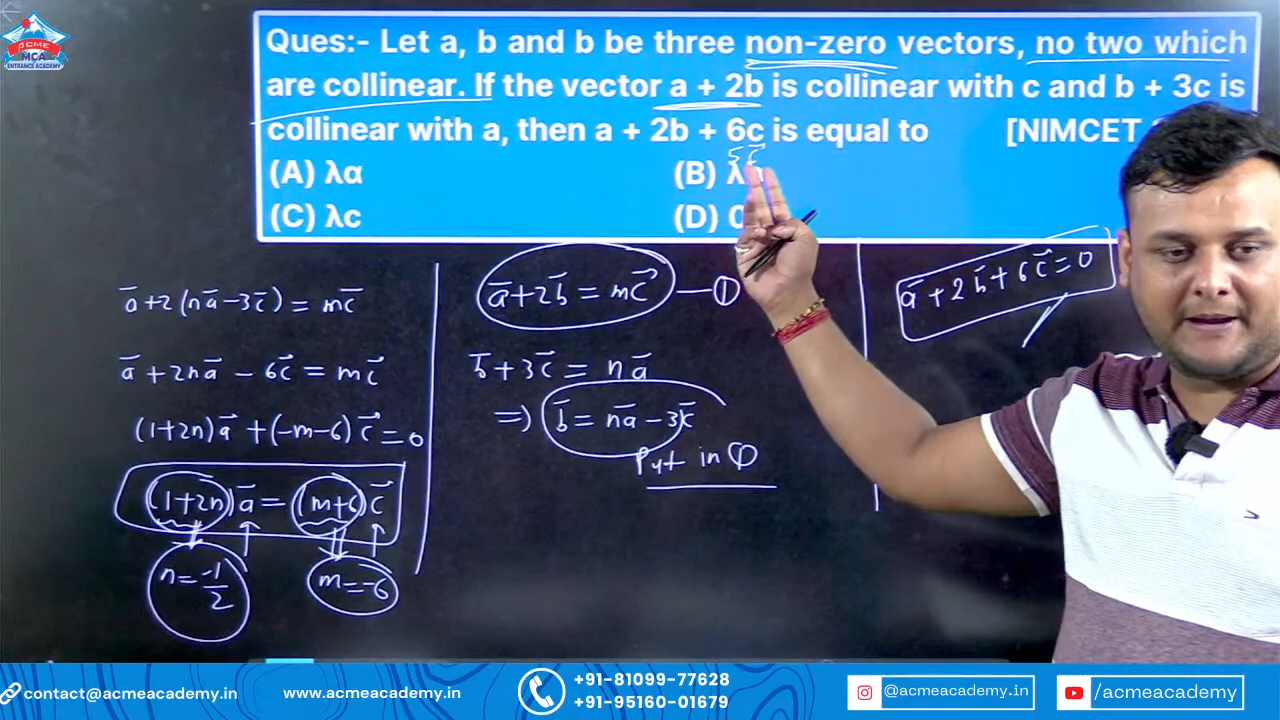 ACME
MCA
ENTRANCE ACADEMY
Ques:- Let a, b and b be three non-zero vectors, no two which
are collinear. If the vector a + 2b is collinear with c and b + 3c is
collinear with a, then a + 2b + 6c is equal to [NIMCET
(A) λα
(B) λ
(C) λc
(D) 0
a̅ + 2(na̅ - 3c̅) = mc̅
a⃗ + 2na⃗ - 6c⃗ = mc⃗
(1+2n)a⃗ + (-m-6)c⃗ = 0
(1+2n)a⃗ = (m+6)c⃗
n = -1/2
m = -6
a̅ + 2b̅ = mc⃗ — ①
b̅ + 3c̅ = na̅
=) b̅ = na̅ - 3c̅
Put in ①
a̅ + 2b̅ + 6c̅ = 0
contact@acmeacademy.in
www.acmeacademy.in
+91-81099-77628
+91-95160-01679
@acmeacademy.in
/acmeacademy